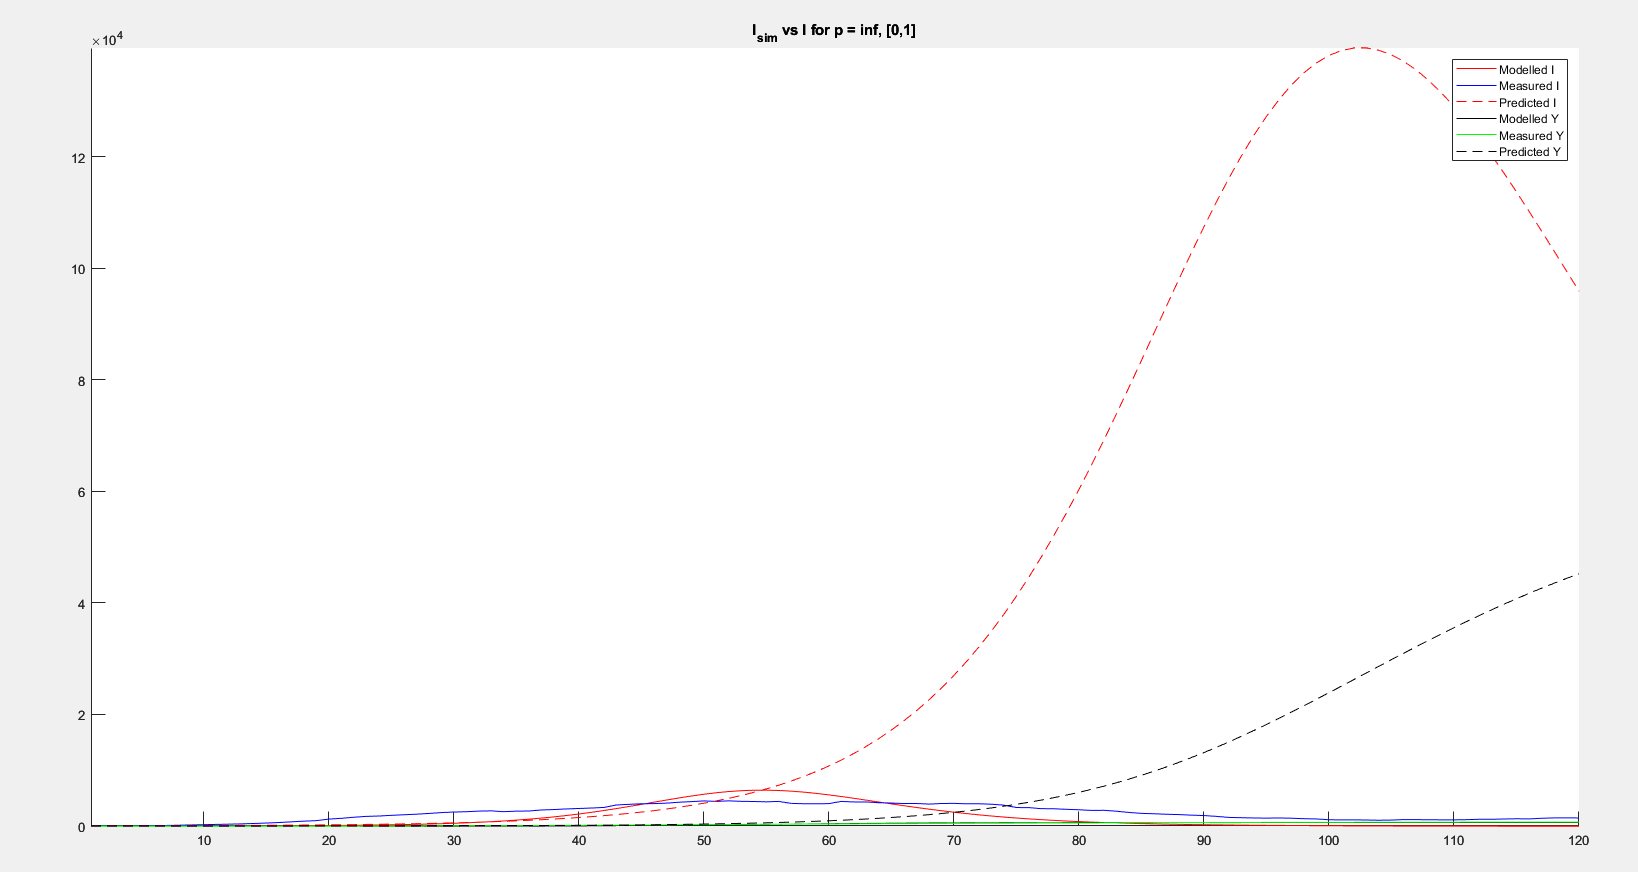 I_sim vs I for p = inf, [0,1]
×10^4
Modelled I
Measured I
Predicted I
Modelled Y
Measured Y
Predicted Y
12
10
8
6
4
2
0
10 20 30 40 50 60 70 80 90 100 110 120